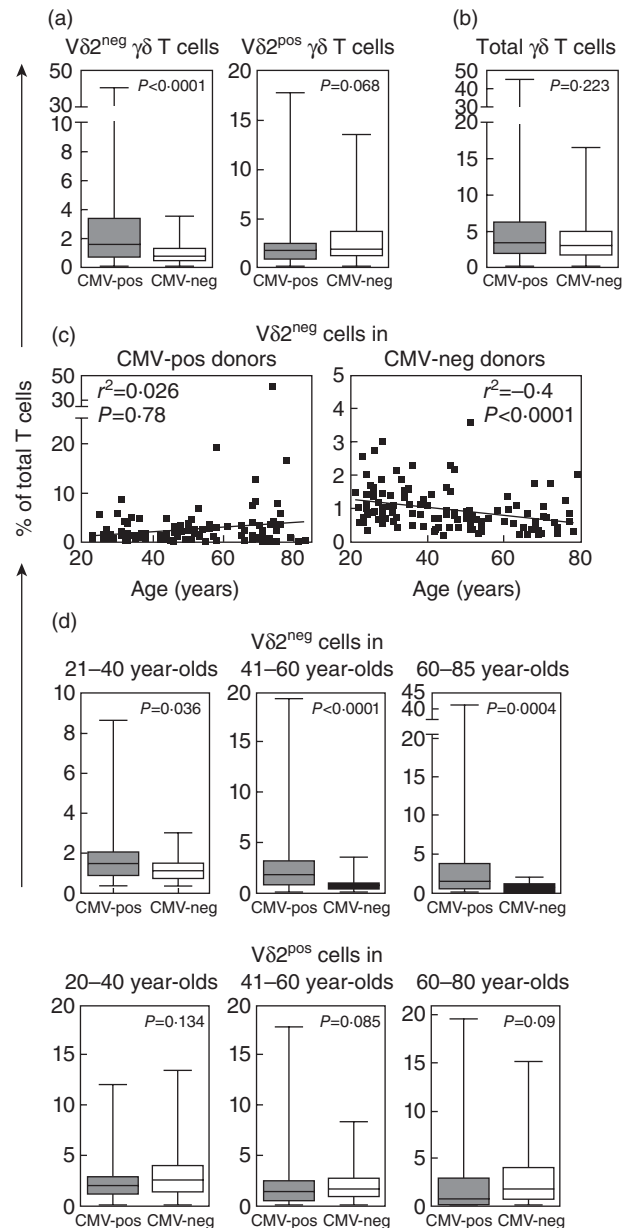 (a)
Vδ2neg γδ T cells
50
30
10
8
6
4
2
0
P<0·0001
CMV-pos CMV-neg
Vδ2pos γδ T cells
20
15
10
5
0
P=0·068
CMV-pos CMV-neg
(b)
Total γδ T cells
50
40
30
20
15
10
5
0
P=0·223
CMV-pos CMV-neg
% of total T cells
(c) Vδ2neg cells in
CMV-pos donors
50
30
20
10
0
r2=0·026
P=0·78
20 40 60 80
Age (years)
CMV-neg donors
5
4
3
2
1
0
r2=–0·4
P<0·0001
20 40 60 80
Age (years)
(d) Vδ2neg cells in
21–40 year-olds
10
8
6
4
2
0
P=0·036
CMV-pos CMV-neg
41–60 year-olds
20
15
10
5
0
P<0·0001
CMV-pos CMV-neg
60–85 year-olds
45
40
20
15
10
5
0
P=0·0004
CMV-pos CMV-neg
Vδ2pos cells in
20–40 year-olds
20
15
10
5
0
P=0·134
CMV-pos CMV-neg
41–60 year-olds
20
15
10
5
0
P=0·085
CMV-pos CMV-neg
60–80 year-olds
20
15
10
5
0
P=0·09
CMV-pos CMV-neg